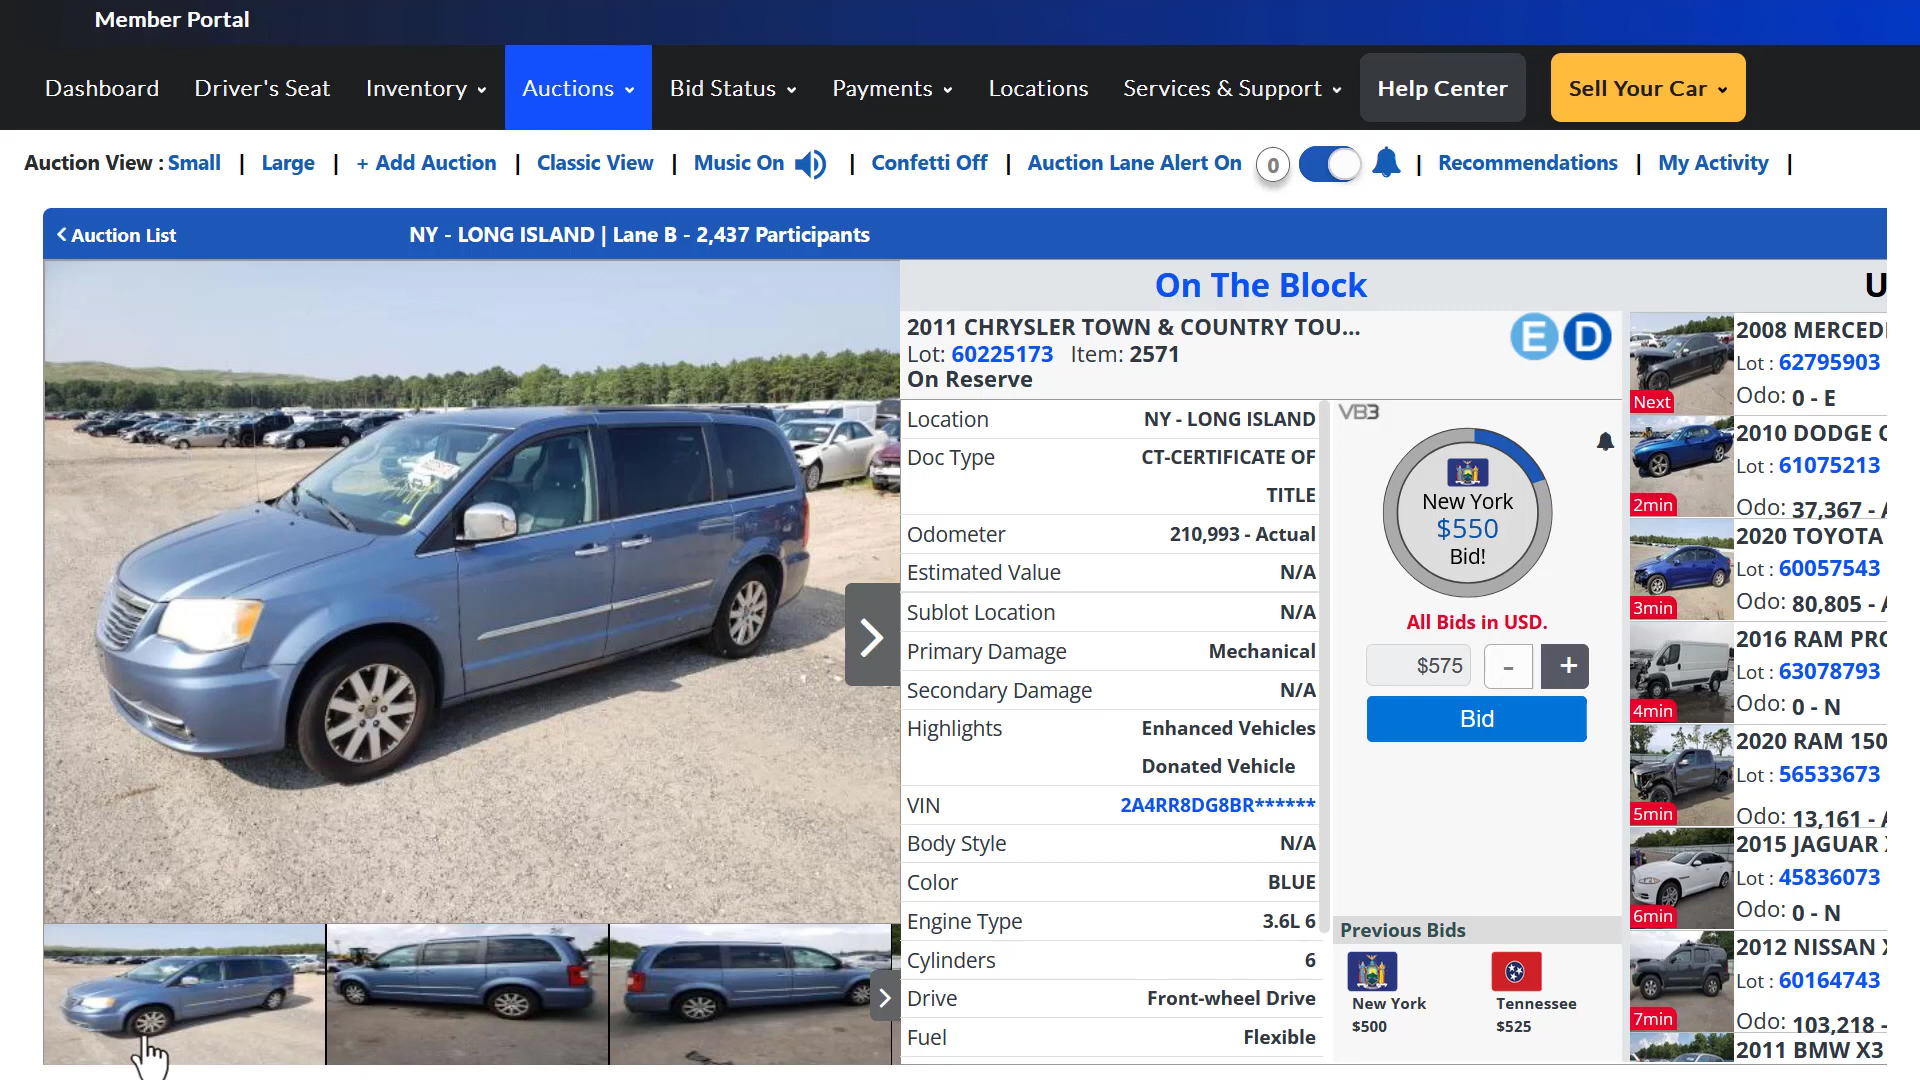 Member Portal
Dashboard Driver's Seat Inventory Auctions Bid Status Payments Locations Services & Support Help Center Sell Your Car
Auction View : Small | Large | + Add Auction | Classic View | Music On | Confetti Off | Auction Lane Alert On 0 | Recommendations | My Activity |
Auction List
NY - LONG ISLAND | Lane B - 2,437 Participants
On The Block
2011 CHRYSLER TOWN & COUNTRY TOU...
Lot: 60225173 Item: 2571
On Reserve
E D
Location NY - LONG ISLAND
Doc Type CT-CERTIFICATE OF
TITLE
Odometer 210,993 - Actual
Estimated Value N/A
Sublot Location N/A
Primary Damage Mechanical
Secondary Damage N/A
Highlights Enhanced Vehicles
Donated Vehicle
VIN 2A4RR8DG8BR******
Body Style N/A
Color BLUE
Engine Type 3.6L 6
Cylinders 6
Drive Front-wheel Drive
Fuel Flexible
VB3
New York
$550
Bid!
All Bids in USD.
$575 - +
Bid
Previous Bids
New York
$500
Tennessee
$525
U
2008 MERCED
Lot : 62795903
Odo: 0 - E
Next
2010 DODGE C
Lot : 61075213
Odo: 37,367 - A
2min
2020 TOYOTA
Lot : 60057543
Odo: 80,805 - A
3min
2016 RAM PRO
Lot : 63078793
Odo: 0 - N
4min
2020 RAM 150
Lot : 56533673
Odo: 13,161 - A
5min
2015 JAGUAR X
Lot : 45836073
Odo: 0 - N
6min
2012 NISSAN X
Lot : 60164743
Odo: 103,218 -
7min
2011 BMW X3